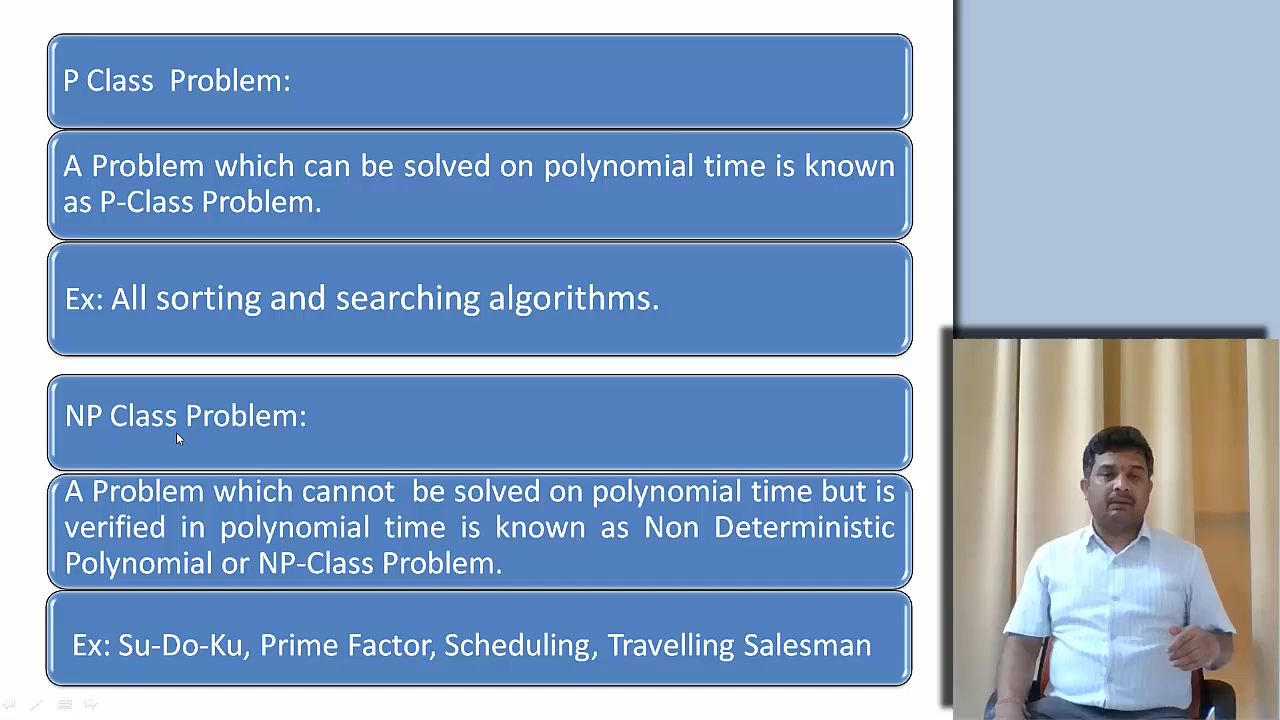 P Class  Problem:
A Problem which can be solved on polynomial time is known
as P-Class Problem.
Ex: All sorting and searching algorithms.
NP Class Problem:
A Problem which cannot  be solved on polynomial time but is
verified in polynomial time is known as Non Deterministic
Polynomial or NP-Class Problem.
Ex: Su-Do-Ku, Prime Factor, Scheduling, Travelling Salesman